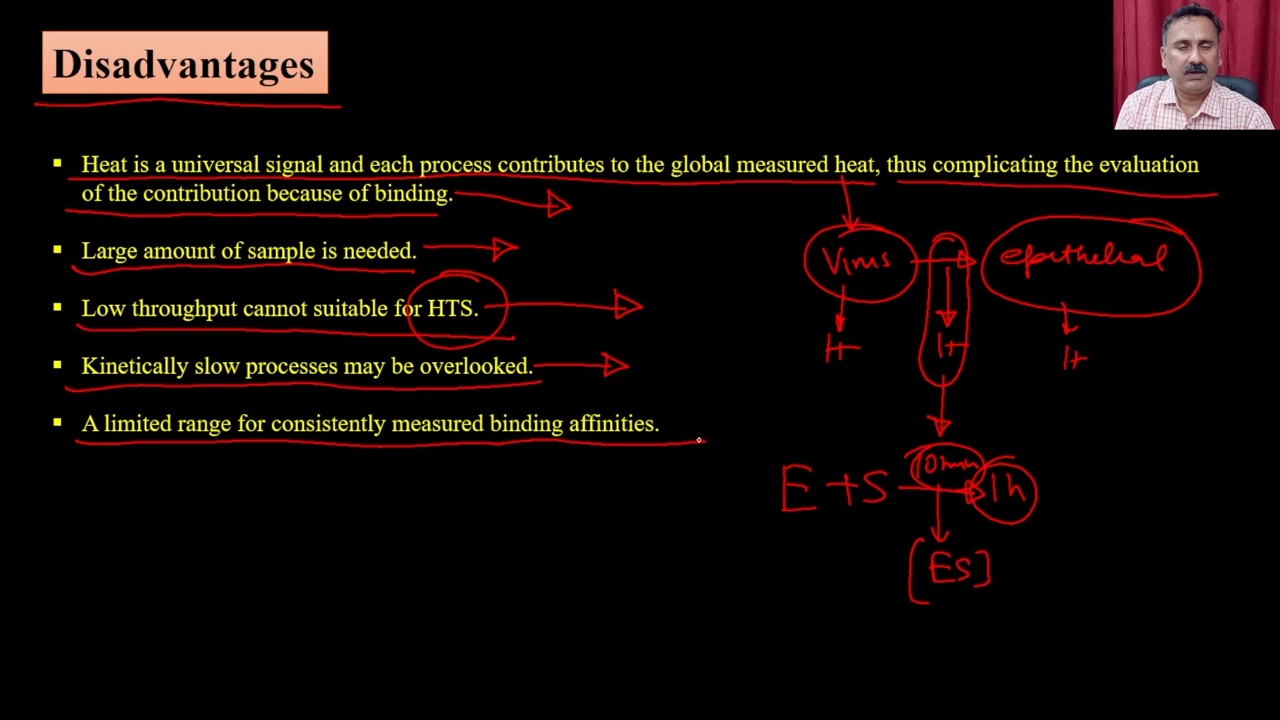 Disadvantages
▪ Heat is a universal signal and each process contributes to the global measured heat, thus complicating the evaluation
of the contribution because of binding.
▪ Large amount of sample is needed.
▪ Low throughput cannot suitable for HTS.
▪ Kinetically slow processes may be overlooked.
▪ A limited range for consistently measured binding affinities.
Virus epethelial
H H H
E + S 10min 1h
[ES]